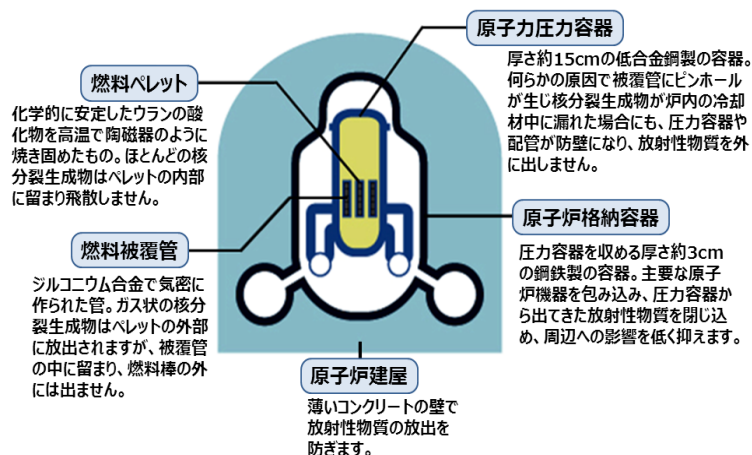 原子力圧力容器
厚さ約15cmの低合金鋼製の容器。
何らかの原因で被覆管にピンホール
が生じ核分裂生成物が炉内の冷却
材中に漏れた場合にも、圧力容器や
配管が防壁になり、放射性物質を外
に出しません。
燃料ペレット
化学的に安定したウランの酸
化物を高温で陶磁器のように
焼き固めたもの。ほとんどの核
分裂生成物はペレットの内部
に留まり飛散しません。
原子炉格納容器
圧力容器を収める厚さ約3cm
の鋼鉄製の容器。主要な原子
炉機器を包み込み、圧力容器か
ら出てきた放射性物質を閉じ込
め、周辺への影響を低く抑えます。
燃料被覆管
ジルコニウム合金で気密に
作られた管。ガス状の核分
裂生成物はペレットの外部
に放出されますが、被覆管
の中に留まり、燃料棒の外
には出ません。
原子炉建屋
薄いコンクリートの壁で
放射性物質の放出を
防ぎます。